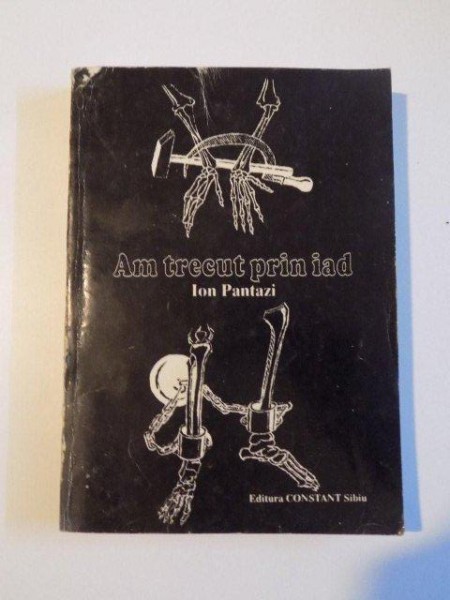 Am trecut prin iad
Ion Pantazi
Editura CONSTANT Sibiu